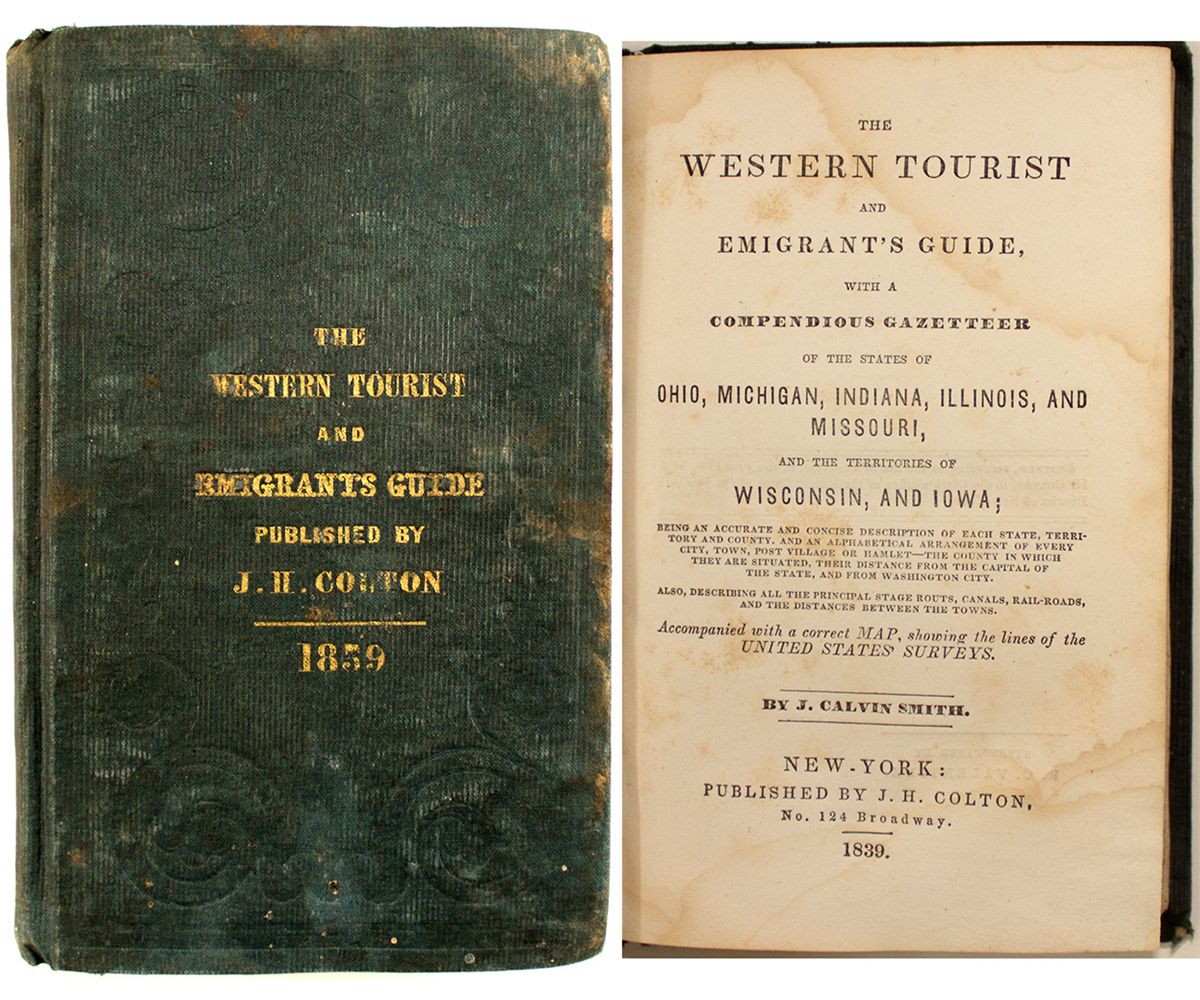 THE
WESTERN TOURIST
AND
EMIGRANTS GUIDE
PUBLISHED BY
J. H. COLTON
1839
THE
WESTERN TOURIST
AND
EMIGRANT'S GUIDE,
WITH A
COMPENDIOUS GAZETTEER
OF THE STATES OF
OHIO, MICHIGAN, INDIANA, ILLINOIS, AND
MISSOURI,
AND THE TERRITORIES OF
WISCONSIN, AND IOWA;
BEING AN ACCURATE AND CONCISE DESCRIPTION OF EACH STATE, TERRI-
TORY AND COUNTY. AND AN ALPHABETICAL ARRANGEMENT OF EVERY
CITY, TOWN, POST VILLAGE OR HAMLET—THE COUNTY IN WHICH
THEY ARE SITUATED, THEIR DISTANCE FROM THE CAPITAL OF
THE STATE, AND FROM WASHINGTON CITY.
ALSO, DESCRIBING ALL THE PRINCIPAL STAGE ROUTS, CANALS, RAIL-ROADS,
AND THE DISTANCES BETWEEN THE TOWNS.
Accompanied with a correct MAP, showing the lines of the
UNITED STATES' SURVEYS.
BY J. CALVIN SMITH.
NEW-YORK:
PUBLISHED BY J. H. COLTON,
No. 124 Broadway.
1839.